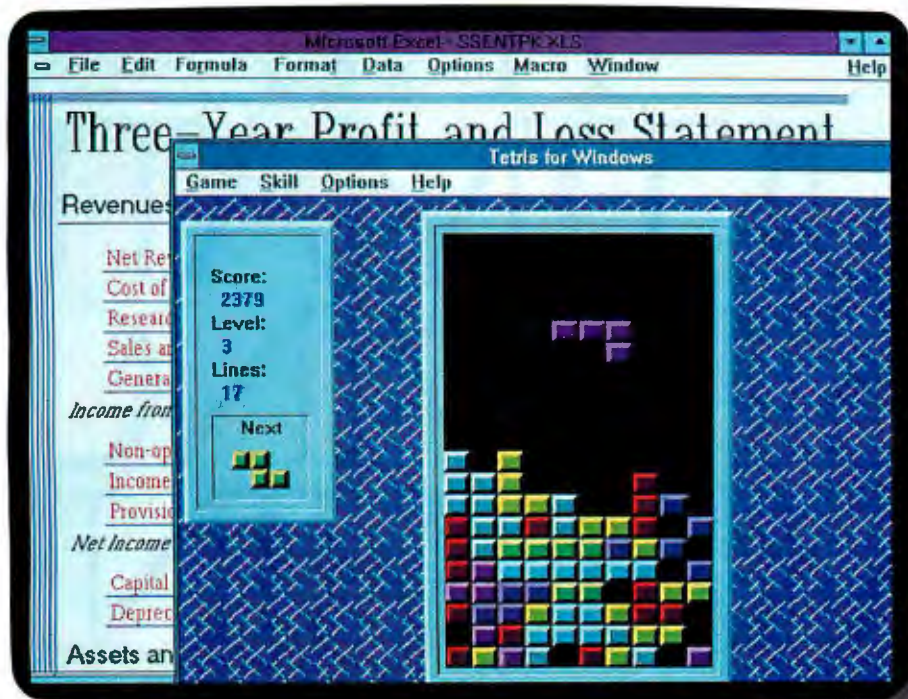 Microsoft Excel - SSENTPK.XLS
File Edit Formula Format Data Options Macro Window Help
Three-Year Profit and Loss Statement
Tetris for Windows
Game Skill Options Help
Revenues
Net Re
Cost of
Researc
Sales a
Genera
Income fron
Non-op
Income
Provisio
Net Income
Capital
Deprec
Assets an
Score:
2379
Level:
3
Lines:
17
Next